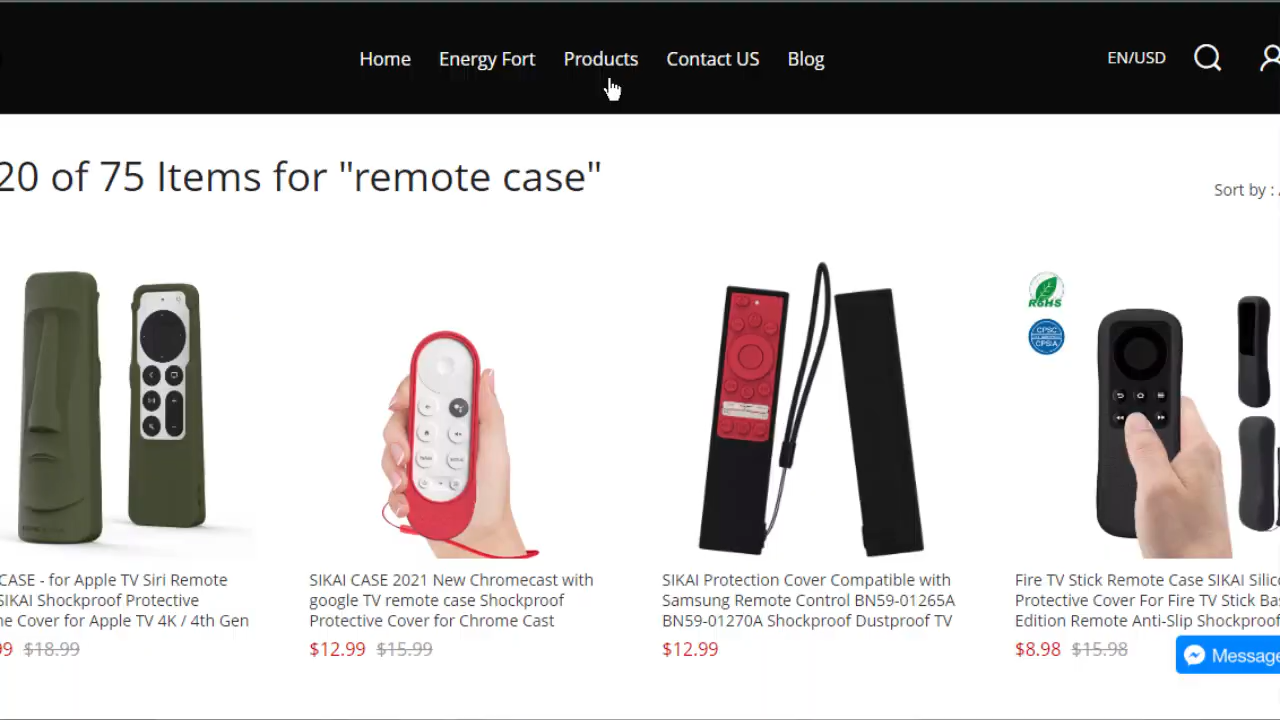 Home Energy Fort Products Contact US Blog EN/USD
20 of 75 Items for "remote case"
Sort by :
RoHS
CPSC
CPSIA
CASE - for Apple TV Siri Remote
SIKAI Shockproof Protective
ne Cover for Apple TV 4K / 4th Gen
99 $18.99
SIKAI CASE 2021 New Chromecast with
google TV remote case Shockproof
Protective Cover for Chrome Cast
$12.99 $15.99
SIKAI Protection Cover Compatible with
Samsung Remote Control BN59-01265A
BN59-01270A Shockproof Dustproof TV
$12.99
Fire TV Stick Remote Case SIKAI Silic
Protective Cover For Fire TV Stick Ba
Edition Remote Anti-Slip Shockproof
$8.98 $15.98
Message